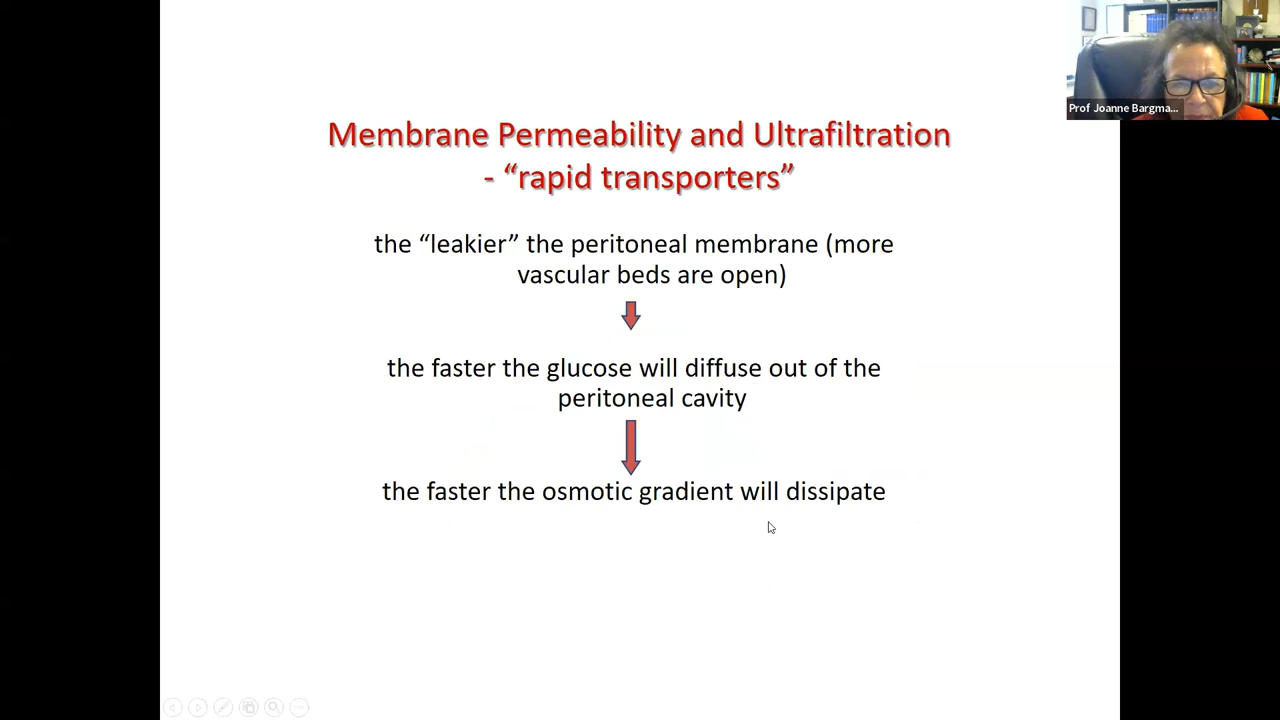 Prof Joanne Bargma...
Membrane Permeability and Ultrafiltration
- “rapid transporters”
the “leakier” the peritoneal membrane (more
vascular beds are open)
the faster the glucose will diffuse out of the
peritoneal cavity
the faster the osmotic gradient will dissipate